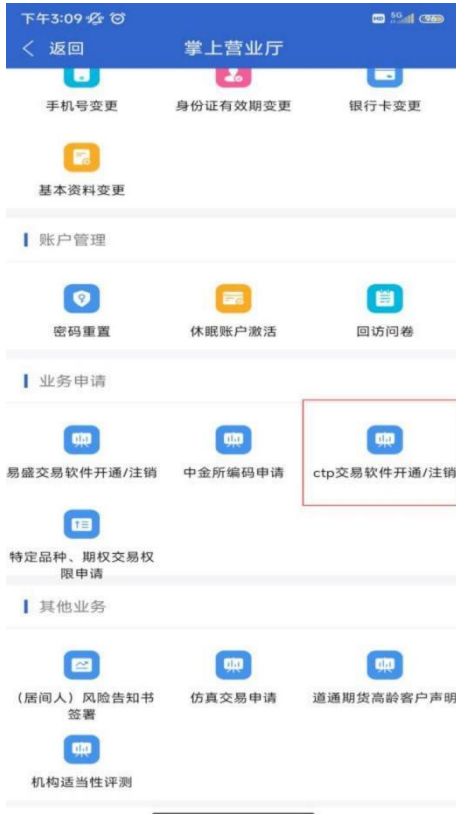 下午3:09
HD 5G 96
返回 掌上营业厅
手机号变更 身份证有效期变更 银行卡变更
基本资料变更
账户管理
密码重置 休眠账户激活 回访问卷
业务申请
易盛交易软件开通/注销 中金所编码申请 ctp交易软件开通/注销
特定品种、期权交易权
限申请
其他业务
（居间人）风险告知书 仿真交易申请 道通期货高龄客户声明
签署
机构适当性评测